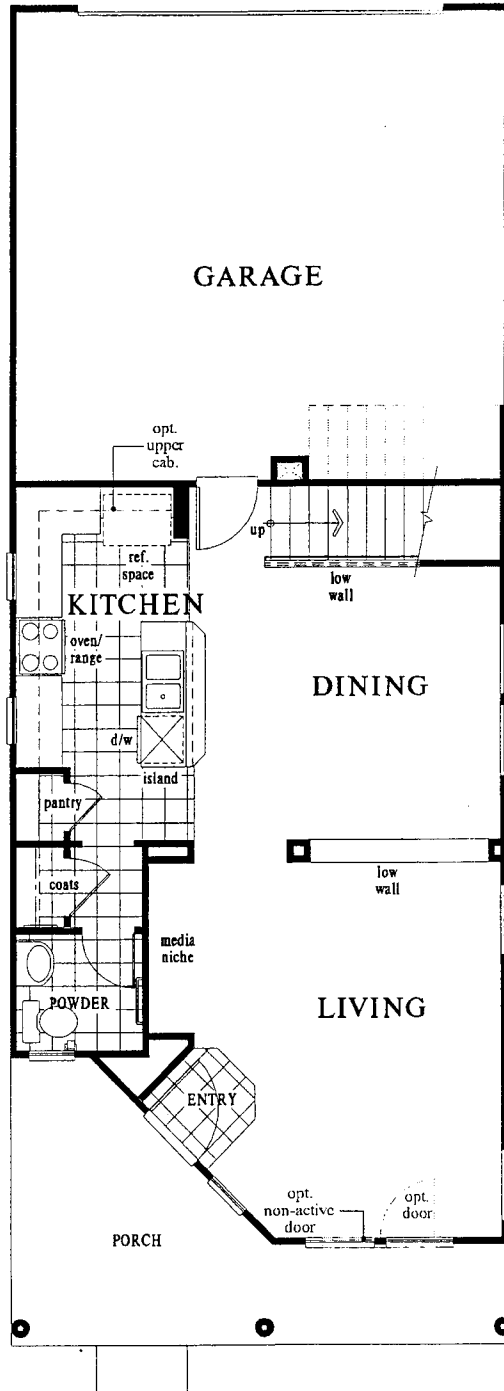 GARAGE
opt.
upper
cab.
up
ref.
space
low
wall
KITCHEN
oven/
range
DINING
d/w
island
pantry
low
wall
coats
media
niche
POWDER
LIVING
ENTRY
opt.
non-active
door
opt.
door
PORCH